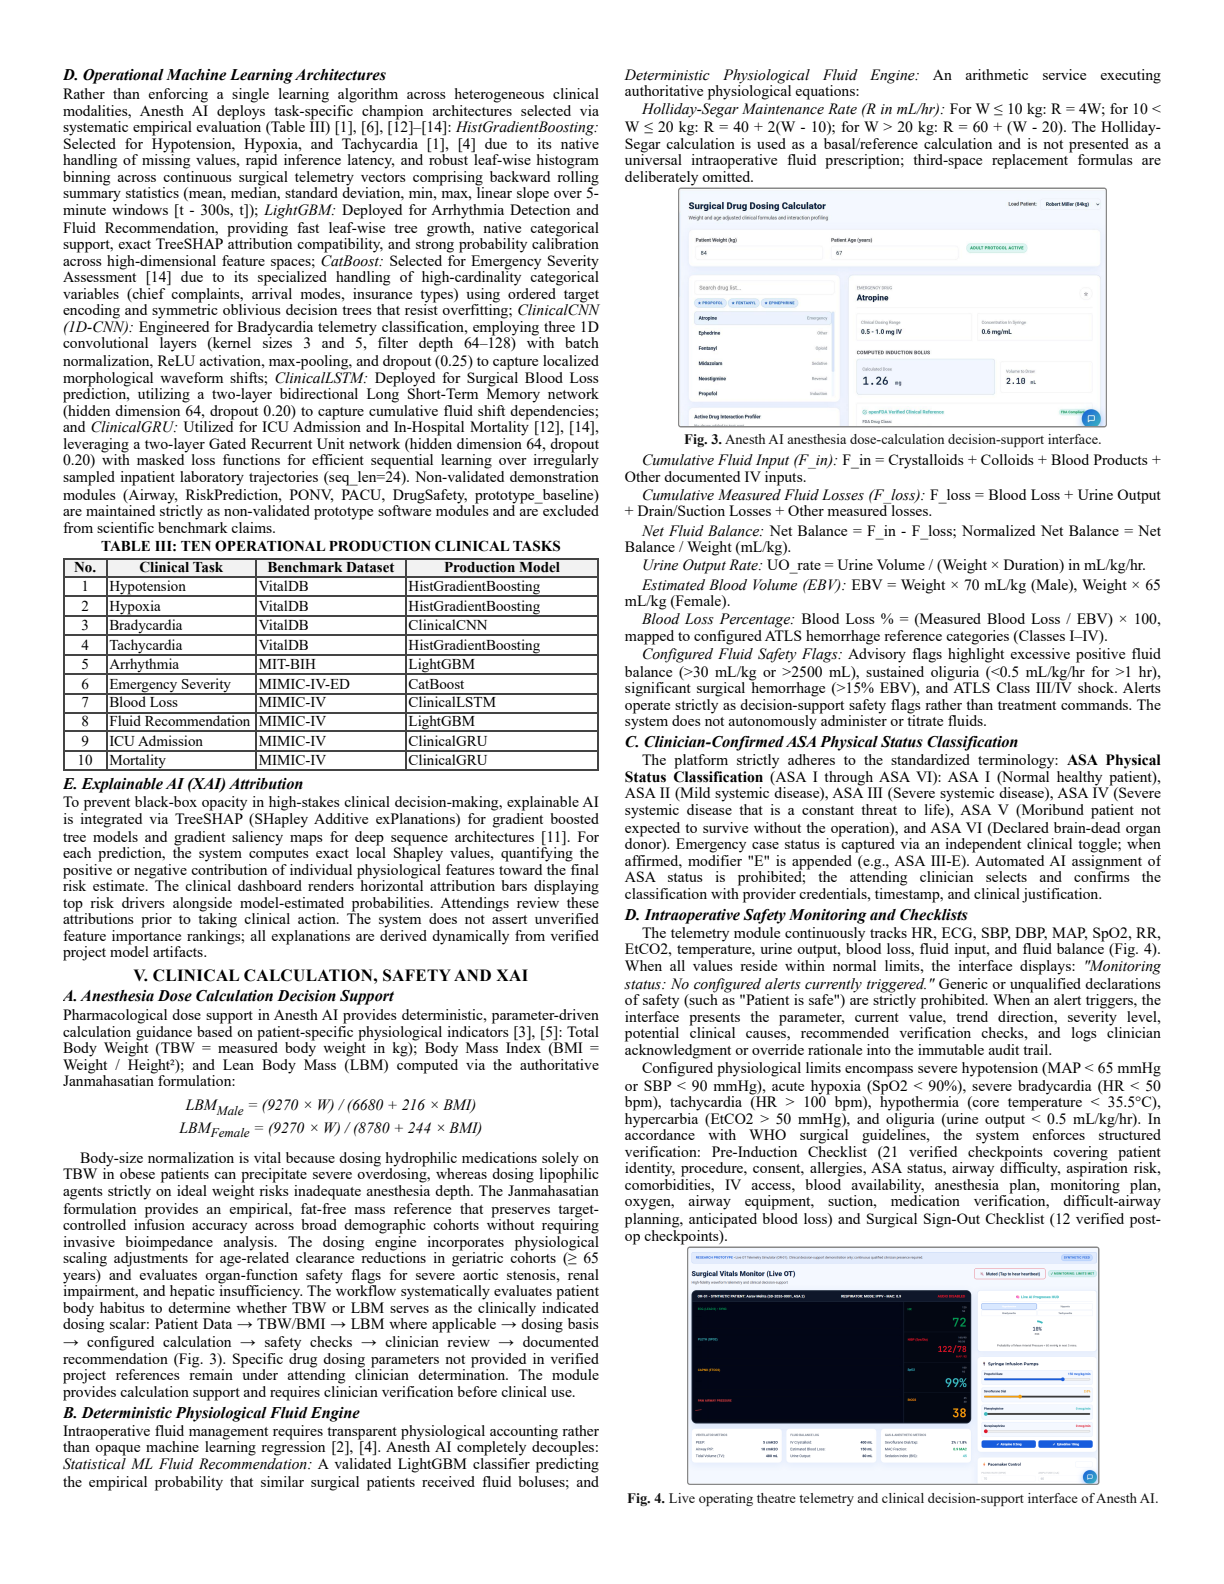 D. Operational Machine Learning Architectures
Rather than enforcing a single learning algorithm across heterogeneous clinical
modalities, Anesth AI deploys task-specific champion architectures selected via
systematic empirical evaluation (Table III) [1], [6], [12]–[14]: HistGradientBoosting:
Selected for Hypotension, Hypoxia, and Tachycardia [1], [4] due to its native
handling of missing values, rapid inference latency, and robust leaf-wise histogram
binning across continuous surgical telemetry vectors comprising backward rolling
summary statistics (mean, median, standard deviation, min, max, linear slope over 5-
minute windows [t - 300s, t]); LightGBM: Deployed for Arrhythmia Detection and
Fluid Recommendation, providing fast leaf-wise tree growth, native categorical
support, exact TreeSHAP attribution compatibility, and strong probability calibration
across high-dimensional feature spaces; CatBoost: Selected for Emergency Severity
Assessment [14] due to its specialized handling of high-cardinality categorical
variables (chief complaints, arrival modes, insurance types) using ordered target
encoding and symmetric oblivious decision trees that resist overfitting; ClinicalCNN
(1D-CNN): Engineered for Bradycardia telemetry classification, employing three 1D
convolutional layers (kernel sizes 3 and 5, filter depth 64–128) with batch
normalization, ReLU activation, max-pooling, and dropout (0.25) to capture localized
morphological waveform shifts; ClinicalLSTM: Deployed for Surgical Blood Loss
prediction, utilizing a two-layer bidirectional Long Short-Term Memory network
(hidden dimension 64, dropout 0.20) to capture cumulative fluid shift dependencies;
and ClinicalGRU: Utilized for ICU Admission and In-Hospital Mortality [12], [14],
leveraging a two-layer Gated Recurrent Unit network (hidden dimension 64, dropout
0.20) with masked loss functions for efficient sequential learning over irregularly
sampled inpatient laboratory trajectories (seq_len=24). Non-validated demonstration
modules (Airway, RiskPrediction, PONV, PACU, DrugSafety, prototype_baseline)
are maintained strictly as non-validated prototype software modules and are excluded
from scientific benchmark claims.
TABLE III: TEN OPERATIONAL PRODUCTION CLINICAL TASKS
No. Clinical Task Benchmark Dataset Production Model
1 Hypotension VitalDB HistGradientBoosting
2 Hypoxia VitalDB HistGradientBoosting
3 Bradycardia VitalDB ClinicalCNN
4 Tachycardia VitalDB HistGradientBoosting
5 Arrhythmia MIT-BIH LightGBM
6 Emergency Severity MIMIC-IV-ED CatBoost
7 Blood Loss MIMIC-IV ClinicalLSTM
8 Fluid Recommendation MIMIC-IV LightGBM
9 ICU Admission MIMIC-IV ClinicalGRU
10 Mortality MIMIC-IV ClinicalGRU
E. Explainable AI (XAI) Attribution
To prevent black-box opacity in high-stakes clinical decision-making, explainable AI
is integrated via TreeSHAP (SHapley Additive exPlanations) for gradient boosted
tree models and gradient saliency maps for deep sequence architectures [11]. For
each prediction, the system computes exact local Shapley values, quantifying the
positive or negative contribution of individual physiological features toward the final
risk estimate. The clinical dashboard renders horizontal attribution bars displaying
top risk drivers alongside model-estimated probabilities. Attendings review these
attributions prior to taking clinical action. The system does not assert unverified
feature importance rankings; all explanations are derived dynamically from verified
project model artifacts.
V. CLINICAL CALCULATION, SAFETY AND XAI
A. Anesthesia Dose Calculation Decision Support
Pharmacological dose support in Anesth AI provides deterministic, parameter-driven
calculation guidance based on patient-specific physiological indicators [3], [5]: Total
Body Weight (TBW = measured body weight in kg); Body Mass Index (BMI =
Weight / Height²); and Lean Body Mass (LBM) computed via the authoritative
Janmahasatian formulation:
LBM_Male = (9270 × W) / (6680 + 216 × BMI)
LBM_Female = (9270 × W) / (8780 + 244 × BMI)
Body-size normalization is vital because dosing hydrophilic medications solely on
TBW in obese patients can precipitate severe overdosing, whereas dosing lipophilic
agents strictly on ideal weight risks inadequate anesthesia depth. The Janmahasatian
formulation provides an empirical, fat-free mass reference that preserves target-
controlled infusion accuracy across broad demographic cohorts without requiring
invasive bioimpedance analysis. The dosing engine incorporates physiological
scaling adjustments for age-related clearance reductions in geriatric cohorts (≥ 65
years) and evaluates organ-function safety flags for severe aortic stenosis, renal
impairment, and hepatic insufficiency. The workflow systematically evaluates patient
body habitus to determine whether TBW or LBM serves as the clinically indicated
dosing scalar: Patient Data → TBW/BMI → LBM where applicable → dosing basis
→ configured calculation → safety checks → clinician review → documented
recommendation (Fig. 3). Specific drug dosing parameters not provided in verified
project references remain under attending clinician determination. The module
provides calculation support and requires clinician verification before clinical use.
B. Deterministic Physiological Fluid Engine
Intraoperative fluid management requires transparent physiological accounting rather
than opaque machine learning regression [2], [4]. Anesth AI completely decouples:
Statistical ML Fluid Recommendation: A validated LightGBM classifier predicting
the empirical probability that similar surgical patients received fluid boluses; and
Deterministic Physiological Fluid Engine: An arithmetic service executing
authoritative physiological equations:
Holliday-Segar Maintenance Rate (R in mL/hr): For W ≤ 10 kg: R = 4W; for 10 <
W ≤ 20 kg: R = 40 + 2(W - 10); for W > 20 kg: R = 60 + (W - 20). The Holliday-
Segar calculation is used as a basal/reference calculation and is not presented as a
universal intraoperative fluid prescription; third-space replacement formulas are
deliberately omitted.
Surgical Drug Dosing Calculator
Load Patient: Robert Miller (84kg)
Weight and age adjusted clinical formulas and interaction profiling
Patient Weight (kg)
Patient Age (years)
84
67
ADULT PROTOCOL ACTIVE
Search drug list...
PROPOFOL FENTANYL EPINEPHRINE
Atropine Emergency
Ephedrine Other
Fentanyl Opioid
Midazolam Sedative
Neostigmine Reversal
Propofol Induction
Active Drug Interaction Profiler
EMERGENCY DRUG
Atropine
Clinical Dosing Range
0.5 - 1.0 mg IV
Concentration in Syringe
0.6 mg/mL
COMPUTED INDUCTION BOLUS
Calculated Dose
1.26 mg
Volume to Draw
2.10 mL
openFDA Verified Clinical Reference
FDA Drug Class
Fig. 3. Anesth AI anesthesia dose-calculation decision-support interface.
Cumulative Fluid Input (F_in): F_in = Crystalloids + Colloids + Blood Products +
Other documented IV inputs.
Cumulative Measured Fluid Losses (F_loss): F_loss = Blood Loss + Urine Output
+ Drain/Suction Losses + Other measured losses.
Net Fluid Balance: Net Balance = F_in - F_loss; Normalized Net Balance = Net
Balance / Weight (mL/kg).
Urine Output Rate: UO_rate = Urine Volume / (Weight × Duration) in mL/kg/hr.
Estimated Blood Volume (EBV): EBV = Weight × 70 mL/kg (Male), Weight × 65
mL/kg (Female).
Blood Loss Percentage: Blood Loss % = (Measured Blood Loss / EBV) × 100,
mapped to configured ATLS hemorrhage reference categories (Classes I–IV).
Configured Fluid Safety Flags: Advisory flags highlight excessive positive fluid
balance (>30 mL/kg or >2500 mL), sustained oliguria (<0.5 mL/kg/hr for >1 hr),
significant surgical hemorrhage (>15% EBV), and ATLS Class III/IV shock. Alerts
operate strictly as decision-support safety flags rather than treatment commands. The
system does not autonomously administer or titrate fluids.
C. Clinician-Confirmed ASA Physical Status Classification
The platform strictly adheres to the standardized terminology: ASA Physical
Status Classification (ASA I through ASA VI): ASA I (Normal healthy patient),
ASA II (Mild systemic disease), ASA III (Severe systemic disease), ASA IV (Severe
systemic disease that is a constant threat to life), ASA V (Moribund patient not
expected to survive without the operation), and ASA VI (Declared brain-dead organ
donor). Emergency case status is captured via an independent clinical toggle; when
affirmed, modifier "E" is appended (e.g., ASA III-E). Automated AI assignment of
ASA status is prohibited; the attending clinician selects and confirms the
classification with provider credentials, timestamp, and clinical justification.
D. Intraoperative Safety Monitoring and Checklists
The telemetry module continuously tracks HR, ECG, SBP, DBP, MAP, SpO2, RR,
EtCO2, temperature, urine output, blood loss, fluid input, and fluid balance (Fig. 4).
When all values reside within normal limits, the interface displays: "Monitoring
status: No configured alerts currently triggered." Generic or unqualified declarations
of safety (such as "Patient is safe") are strictly prohibited. When an alert triggers, the
interface presents the parameter, current value, trend direction, severity level,
potential clinical causes, recommended verification checks, and logs clinician
acknowledgment or override rationale into the immutable audit trail.
Configured physiological limits encompass severe hypotension (MAP < 65 mmHg
or SBP < 90 mmHg), acute hypoxia (SpO2 < 90%), severe bradycardia (HR < 50
bpm), tachycardia (HR > 100 bpm), hypothermia (core temperature < 35.5°C),
hypercarbia (EtCO2 > 50 mmHg), and oliguria (urine output < 0.5 mL/kg/hr). In
accordance with WHO surgical guidelines, the system enforces structured
verification: Pre-Induction Checklist (21 verified checkpoints covering patient
identity, procedure, consent, allergies, ASA status, airway difficulty, aspiration risk,
comorbidities, IV access, blood availability, anesthesia plan, monitoring plan,
oxygen, airway equipment, suction, medication verification, difficult-airway
planning, anticipated blood loss) and Surgical Sign-Out Checklist (12 verified post-
op checkpoints).
Surgical Vitals Monitor (Live OT)
Muted (Tap to hear heartbeat)
72
122/78
99%
38
18%
Syringe Infusion Pumps
Pacemaker Control
Fig. 4. Live operating theatre telemetry and clinical decision-support interface of Anesth AI.